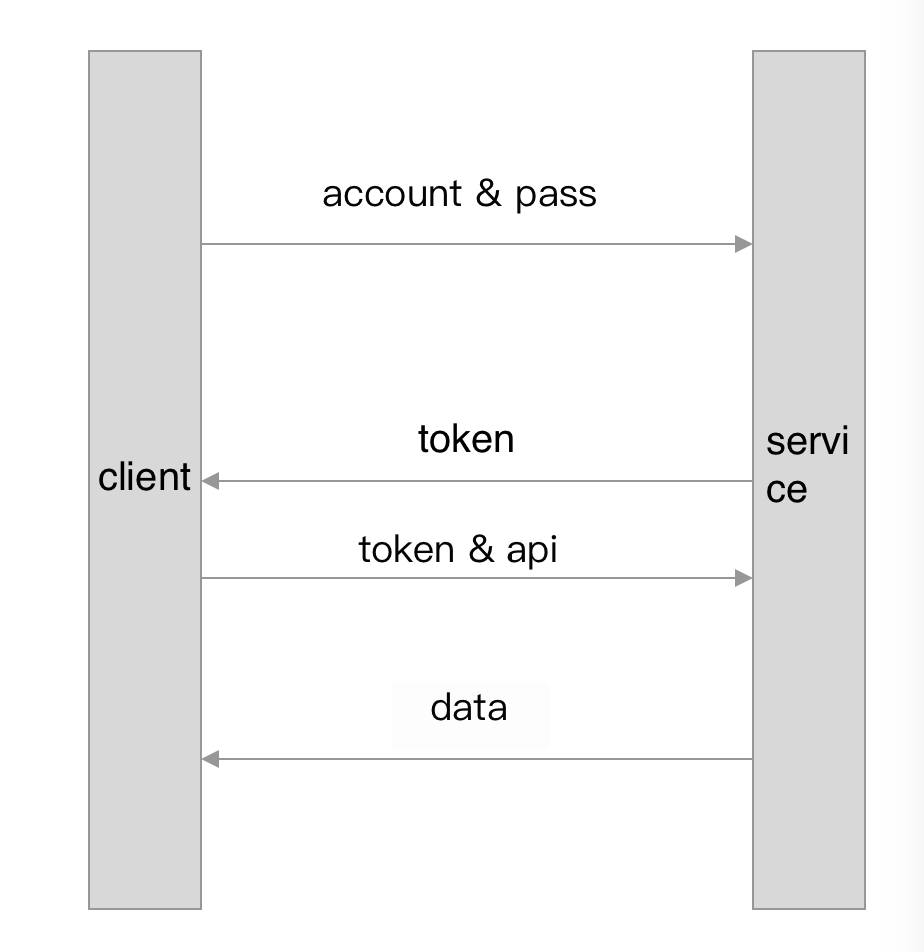 account & pass
token
client
servi
ce
token & api
data